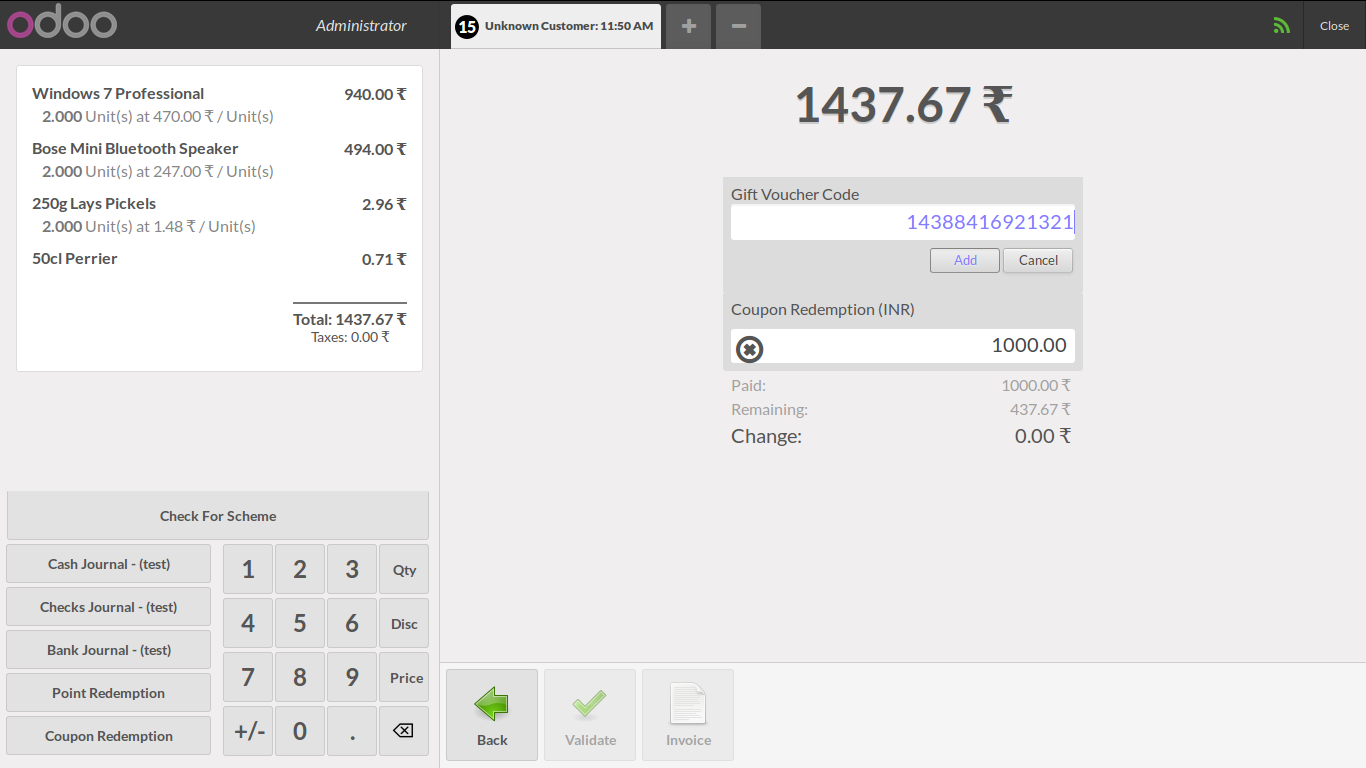 odoo
Administrator
15 Unknown Customer: 11:50 AM
+
−
Close
Windows 7 Professional 940.00 ₹
2.000 Unit(s) at 470.00 ₹ / Unit(s)
Bose Mini Bluetooth Speaker 494.00 ₹
2.000 Unit(s) at 247.00 ₹ / Unit(s)
250g Lays Pickels 2.96 ₹
2.000 Unit(s) at 1.48 ₹ / Unit(s)
50cl Perrier 0.71 ₹
Total: 1437.67 ₹
Taxes: 0.00 ₹
Check For Scheme
Cash Journal - (test)
Checks Journal - (test)
Bank Journal - (test)
Point Redemption
Coupon Redemption
1 2 3 Qty
4 5 6 Disc
7 8 9 Price
+/- 0 .
1437.67 ₹
Gift Voucher Code
14388416921321
Add Cancel
Coupon Redemption (INR)
1000.00
Paid: 1000.00 ₹
Remaining: 437.67 ₹
Change: 0.00 ₹
Back Validate Invoice